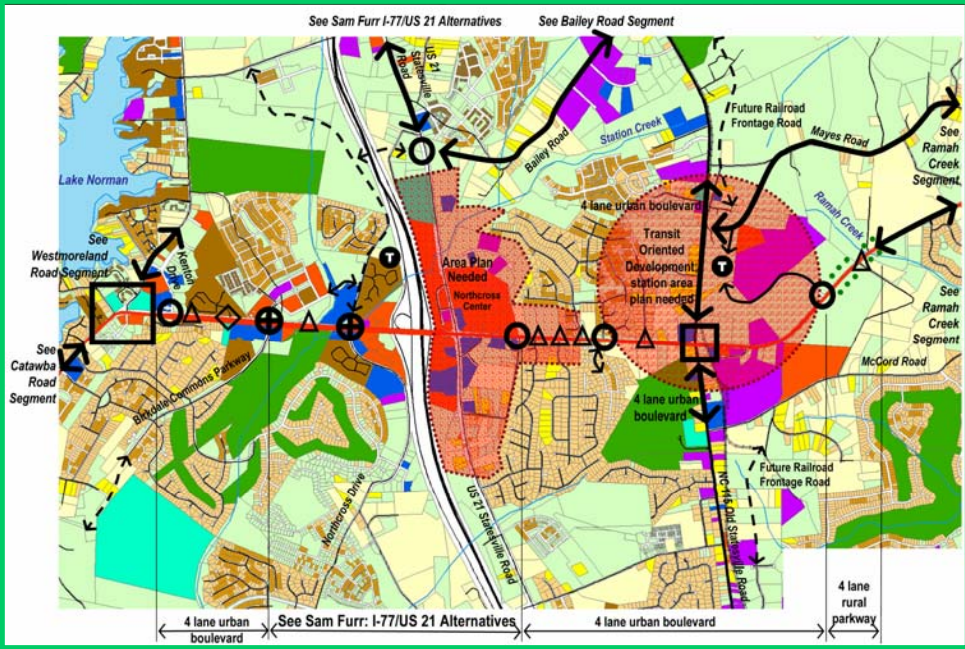 See Sam Furr I-77/US 21 Alternatives
See Bailey Road Segment
US 21
Statesville
Road
Bailey Road
Station Creek
Future Railroad
Frontage Road
Mayes Road
See
Ramah
Creek
Segment
Lake Norman
See
Westmoreland
Road Segment
Kenton
Drive
T
Area Plan
Needed
Northcross
Center
4 lane urban boulevard
Transit
Oriented
Development,
station area
plan needed
T
Ramah Creek
See
Ramah
Creek
Segment
McCord Road
See
Catawba
Road
Segment
Birkdale Commons Parkway
4 lane urban
boulevard
Northcross Drive
US 21 Statesville Road
NC 115 Old Statesville
Road
Future Railroad
Frontage Road
4 lane urban
boulevard
See Sam Furr: I-77/US 21 Alternatives
4 lane urban boulevard
4 lane
rural
parkway